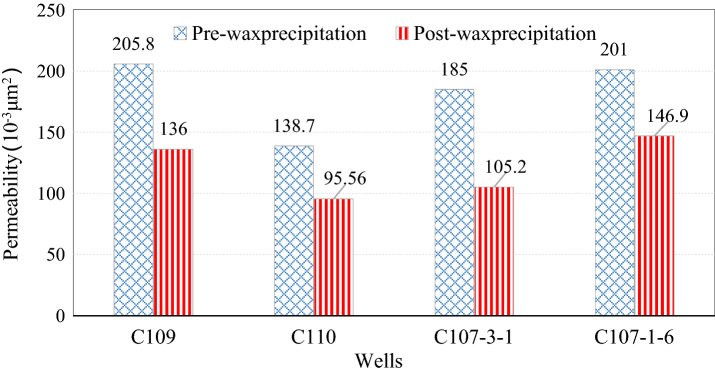 Permeability (10-3μm2)
250
200
150
100
50
0
Pre-waxprecipitation
Post-waxprecipitation
205.8
136
138.7
95.56
185
105.2
201
146.9
C109
C110
C107-3-1
C107-1-6
Wells